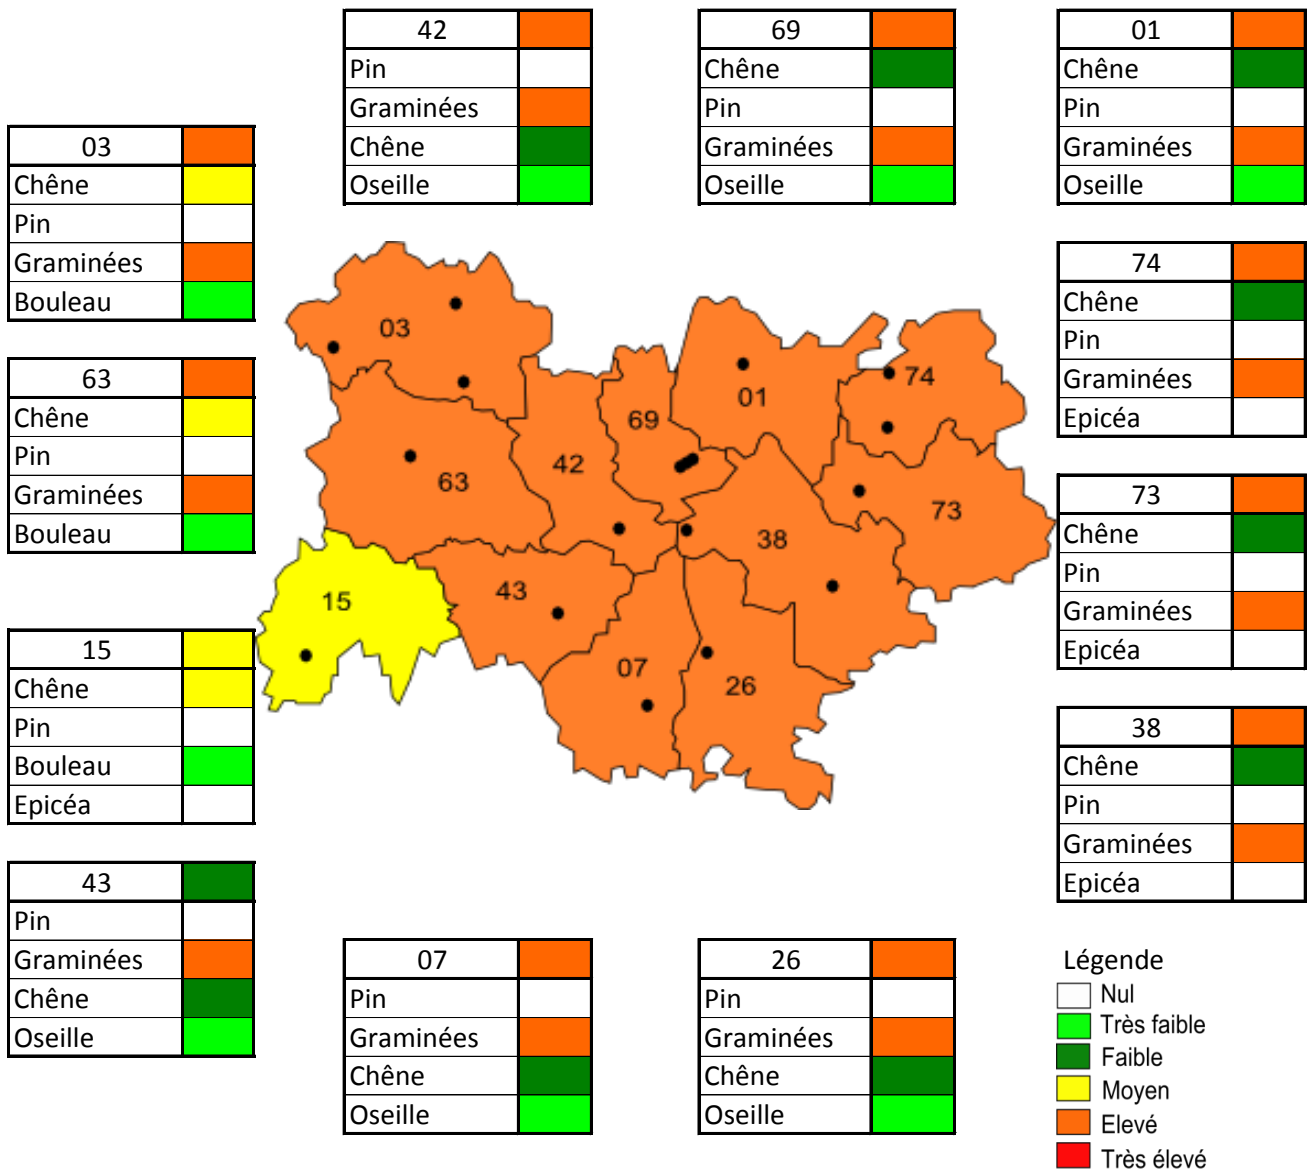 42
Pin
Graminées
Chêne
Oseille
69
Chêne
Pin
Graminées
Oseille
01
Chêne
Pin
Graminées
Oseille
03
Chêne
Pin
Graminées
Bouleau
63
Chêne
Pin
Graminées
Bouleau
15
Chêne
Pin
Bouleau
Epicéa
43
Pin
Graminées
Chêne
Oseille
03
63
42
69
01
74
73
38
15
43
07
26
74
Chêne
Pin
Graminées
Epicéa
73
Chêne
Pin
Graminées
Epicéa
38
Chêne
Pin
Graminées
Epicéa
07
Pin
Graminées
Chêne
Oseille
26
Pin
Graminées
Chêne
Oseille
Légende
Nul
Très faible
Faible
Moyen
Elevé
Très élevé